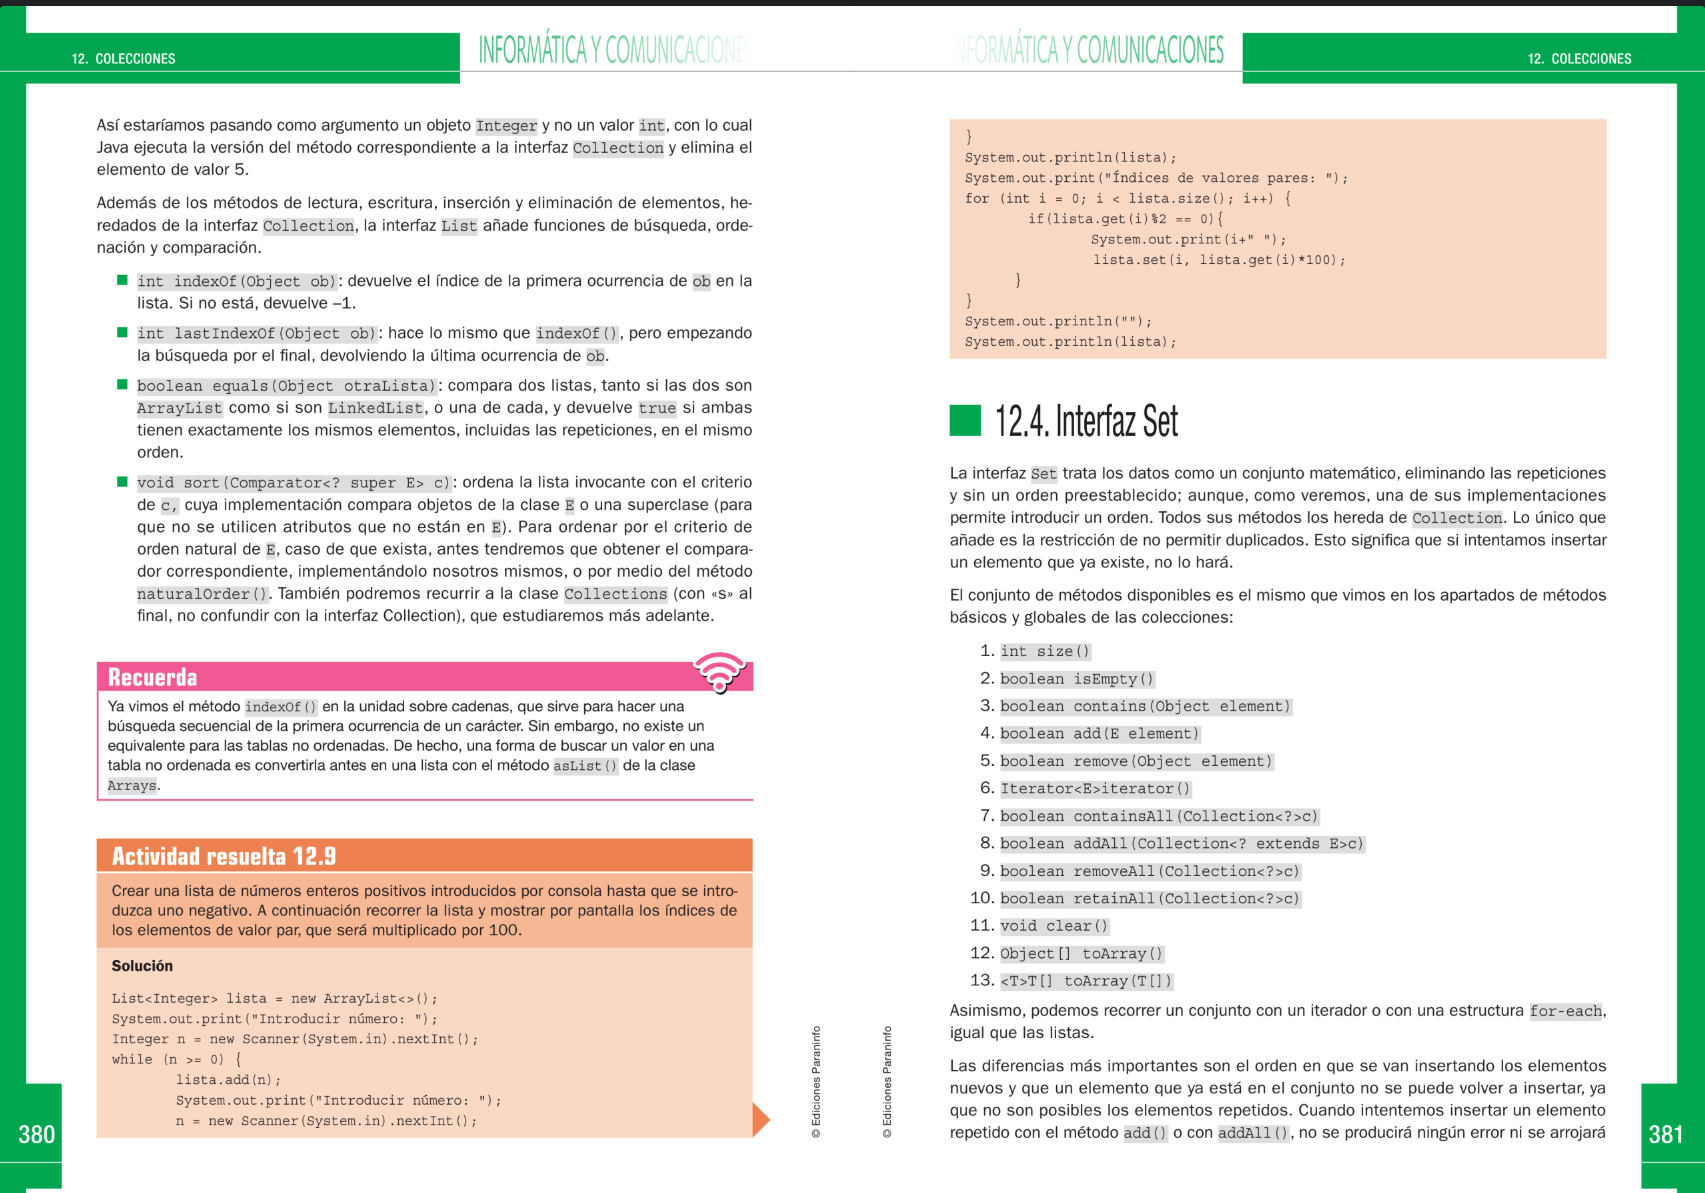 12. COLECCIONES
INFORMÁTICA Y COMUNICACIONES
Así estaríamos pasando como argumento un objeto Integer y no un valor int, con lo cual
Java ejecuta la versión del método correspondiente a la interfaz Collection y elimina el
elemento de valor 5.
Además de los métodos de lectura, escritura, inserción y eliminación de elementos, he-
redados de la interfaz Collection, la interfaz List añade funciones de búsqueda, orde-
nación y comparación.
int indexOf(Object ob): devuelve el índice de la primera ocurrencia de ob en la
lista. Si no está, devuelve –1.
int lastIndexOf(Object ob): hace lo mismo que indexOf(), pero empezando
la búsqueda por el final, devolviendo la última ocurrencia de ob.
boolean equals(Object otraLista): compara dos listas, tanto si las dos son
ArrayList como si son LinkedList, o una de cada, y devuelve true si ambas
tienen exactamente los mismos elementos, incluidas las repeticiones, en el mismo
orden.
void sort(Comparator<? super E> c): ordena la lista invocante con el criterio
de c, cuya implementación compara objetos de la clase E o una superclase (para
que no se utilicen atributos que no están en E). Para ordenar por el criterio de
orden natural de E, caso de que exista, antes tendremos que obtener el compara-
dor correspondiente, implementándolo nosotros mismos, o por medio del método
naturalOrder(). También podremos recurrir a la clase Collections (con «s» al
final, no confundir con la interfaz Collection), que estudiaremos más adelante.
Recuerda
Ya vimos el método indexOf() en la unidad sobre cadenas, que sirve para hacer una
búsqueda secuencial de la primera ocurrencia de un carácter. Sin embargo, no existe un
equivalente para las tablas no ordenadas. De hecho, una forma de buscar un valor en una
tabla no ordenada es convertirla antes en una lista con el método asList() de la clase
Arrays.
Actividad resuelta 12.9
Crear una lista de números enteros positivos introducidos por consola hasta que se intro-
duzca uno negativo. A continuación recorrer la lista y mostrar por pantalla los índices de
los elementos de valor par, que será multiplicado por 100.
Solución
List<Integer> lista = new ArrayList<>();
System.out.print("Introducir número: ");
Integer n = new Scanner(System.in).nextInt();
while (n >= 0) {
lista.add(n);
System.out.print("Introducir número: ");
n = new Scanner(System.in).nextInt();
© Ediciones Paraninfo
380
INFORMÁTICA Y COMUNICACIONES
12. COLECCIONES
}
System.out.println(lista);
System.out.print("Índices de valores pares: ");
for (int i = 0; i < lista.size(); i++) {
if(lista.get(i)%2 == 0){
System.out.print(i+" ");
lista.set(i, lista.get(i)*100);
}
}
System.out.println("");
System.out.println(lista);
12.4. Interfaz Set
La interfaz Set trata los datos como un conjunto matemático, eliminando las repeticiones
y sin un orden preestablecido; aunque, como veremos, una de sus implementaciones
permite introducir un orden. Todos sus métodos los hereda de Collection. Lo único que
añade es la restricción de no permitir duplicados. Esto significa que si intentamos insertar
un elemento que ya existe, no lo hará.
El conjunto de métodos disponibles es el mismo que vimos en los apartados de métodos
básicos y globales de las colecciones:
1. int size()
2. boolean isEmpty()
3. boolean contains(Object element)
4. boolean add(E element)
5. boolean remove(Object element)
6. Iterator<E>iterator()
7. boolean containsAll(Collection<?>c)
8. boolean addAll(Collection<? extends E>c)
9. boolean removeAll(Collection<?>c)
10. boolean retainAll(Collection<?>c)
11. void clear()
12. Object[] toArray()
13. <T>T[] toArray(T[])
Asimismo, podemos recorrer un conjunto con un iterador o con una estructura for-each,
igual que las listas.
Las diferencias más importantes son el orden en que se van insertando los elementos
nuevos y que un elemento que ya está en el conjunto no se puede volver a insertar, ya
que no son posibles los elementos repetidos. Cuando intentemos insertar un elemento
repetido con el método add() o con addAll(), no se producirá ningún error ni se arrojará
© Ediciones Paraninfo
381